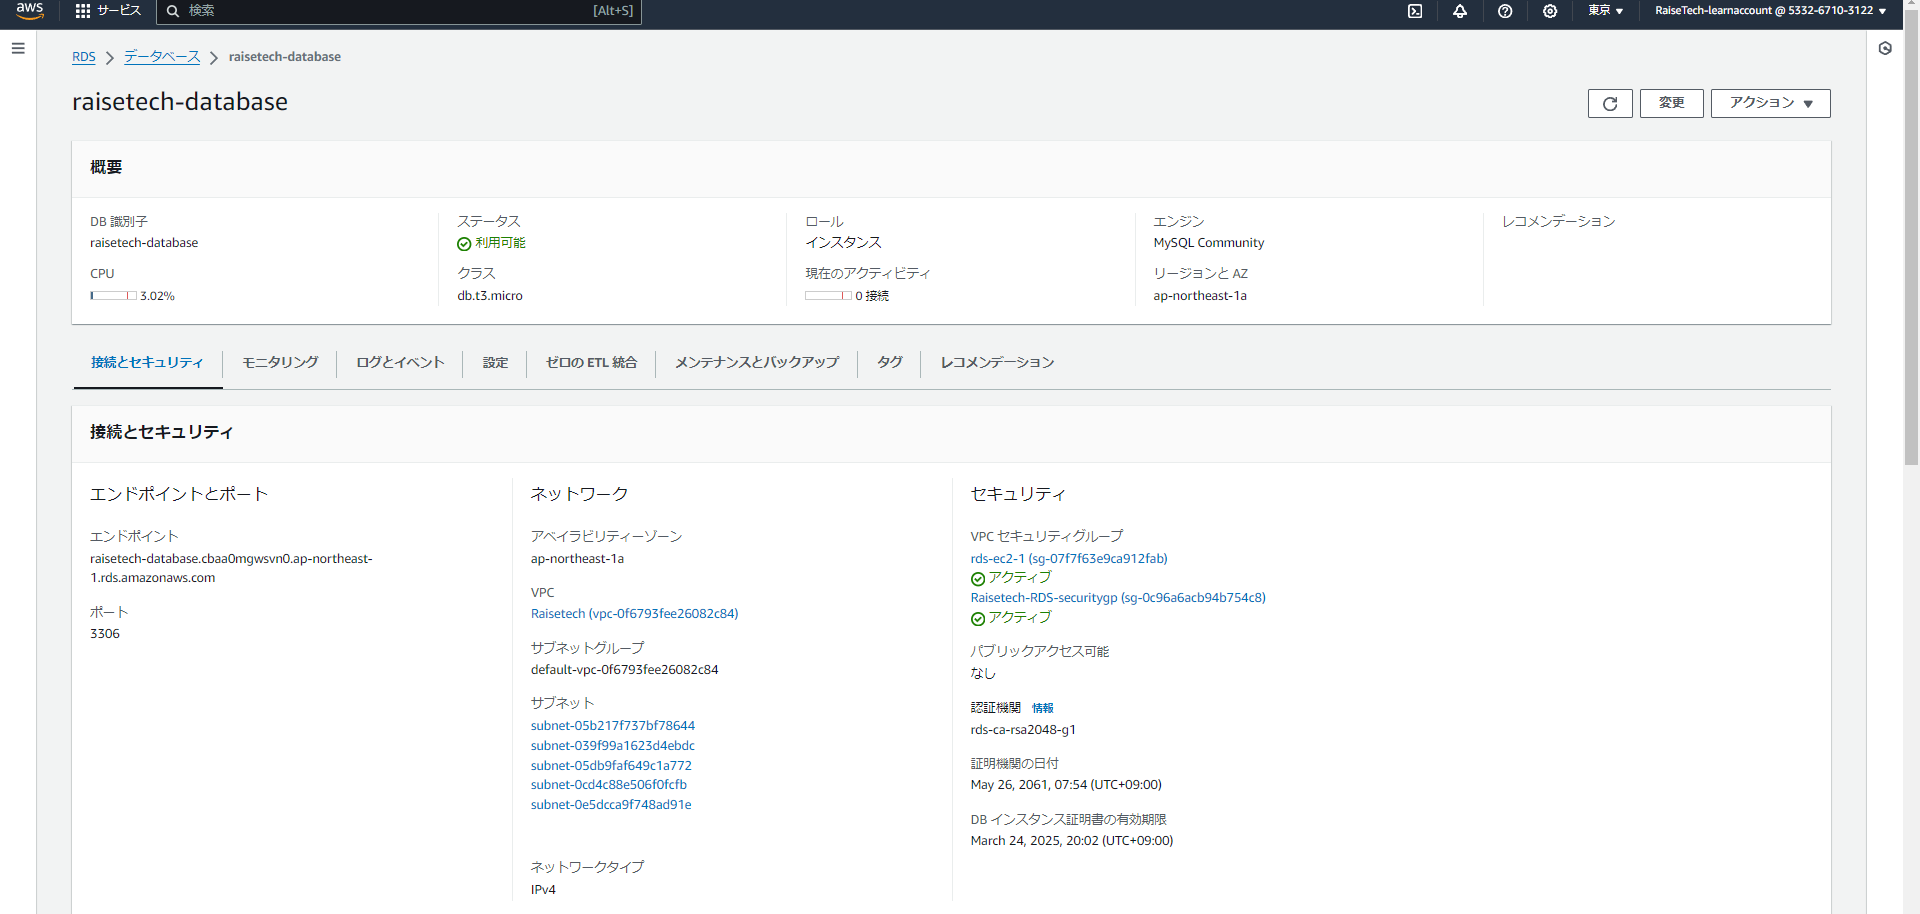 aws
サービス
検索
[Alt+S]
東京
RaiseTech-learnaccount @ 5332-6710-3122
RDS
データベース
raisetech-database
raisetech-database
変更
アクション
概要
DB 識別子
raisetech-database
CPU
3.02%
ステータス
利用可能
クラス
db.t3.micro
ロール
インスタンス
現在のアクティビティ
0 接続
エンジン
MySQL Community
リージョンと AZ
ap-northeast-1a
レコメンデーション
接続とセキュリティ
モニタリング
ログとイベント
設定
ゼロの ETL 統合
メンテナンスとバックアップ
タグ
レコメンデーション
接続とセキュリティ
エンドポイントとポート
エンドポイント
raisetech-database.cbaa0mgwsvn0.ap-northeast-
1.rds.amazonaws.com
ポート
3306
ネットワーク
アベイラビリティーゾーン
ap-northeast-1a
VPC
Raisetech (vpc-0f6793fee26082c84)
サブネットグループ
default-vpc-0f6793fee26082c84
サブネット
subnet-05b217f737bf78644
subnet-039f99a1623d4ebdc
subnet-05db9faf649c1a772
subnet-0cd4c88e506f0fcfb
subnet-0e5dcca9f748ad91e
ネットワークタイプ
IPv4
セキュリティ
VPC セキュリティグループ
rds-ec2-1 (sg-07f7f63e9ca912fab)
アクティブ
Raisetech-RDS-securitygp (sg-0c96a6acb94b754c8)
アクティブ
パブリックアクセス可能
なし
認証機関 情報
rds-ca-rsa2048-g1
証明機関の日付
May 26, 2061, 07:54 (UTC+09:00)
DB インスタンス証明書の有効期限
March 24, 2025, 20:02 (UTC+09:00)